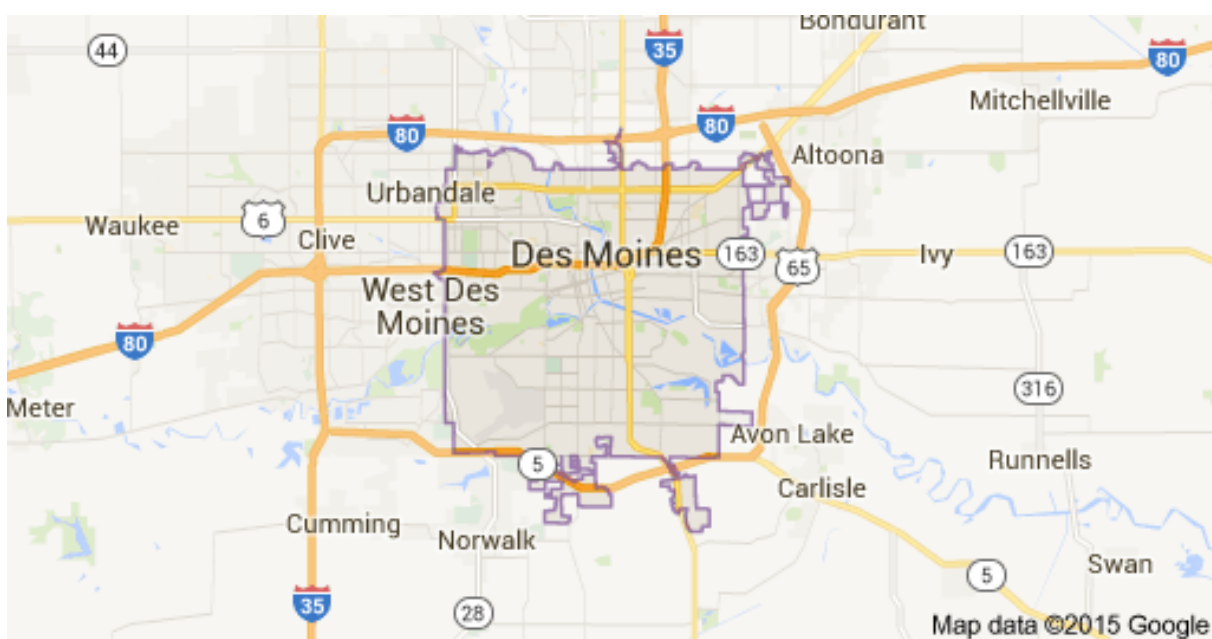 Bondurant
44
35
80
80
80
Mitchellville
Altoona
Urbandale
Waukee
6
Clive
Des Moines
163
65
Ivy
163
West Des
Moines
80
316
Meter
Avon Lake
5
Runnells
Carlisle
Cumming
Norwalk
Swan
5
35
28
Map data ©2015 Google